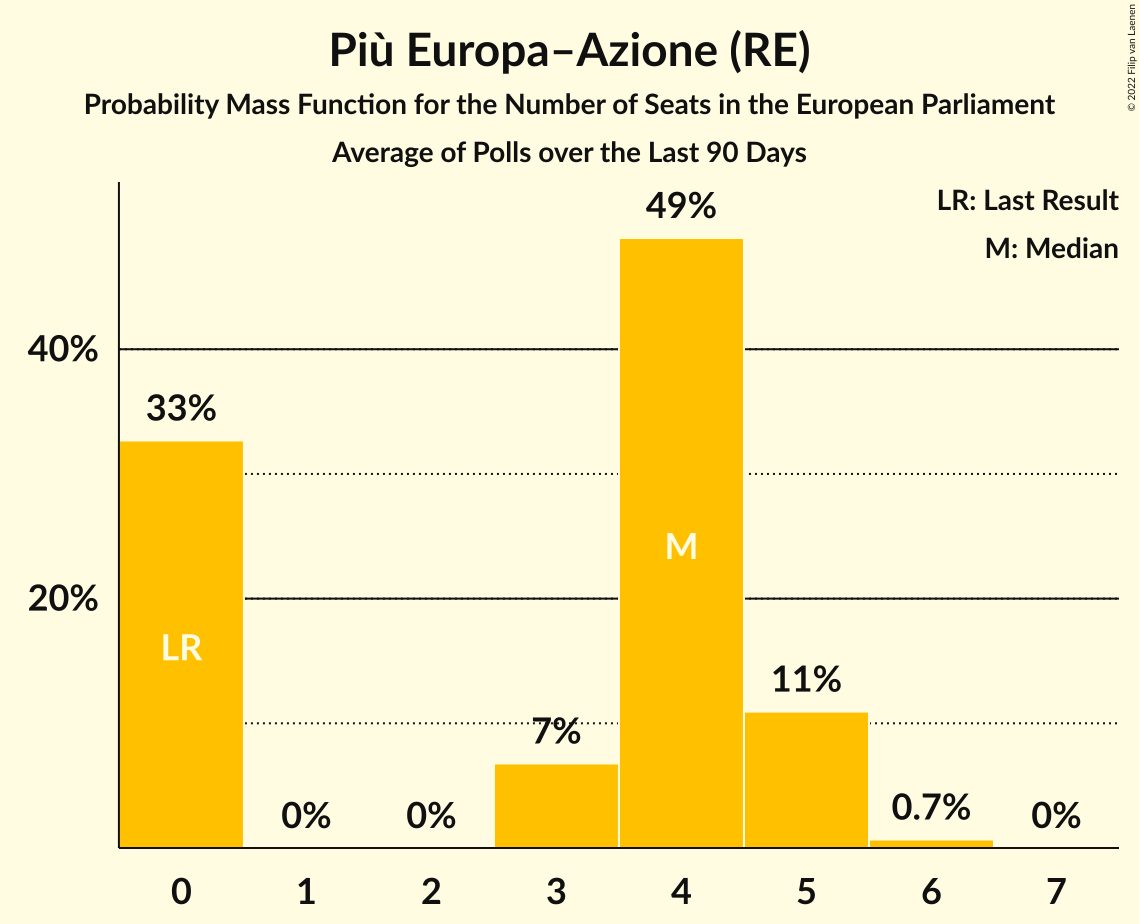 Più Europa–Azione (RE)
Probability Mass Function for the Number of Seats in the European Parliament
Average of Polls over the Last 90 Days
© 2022 Filip van Laenen
LR: Last Result
M: Median
40%
20%
33%
0%
0%
7%
49%
11%
0.7%
0%
LR
M
0 1 2 3 4 5 6 7